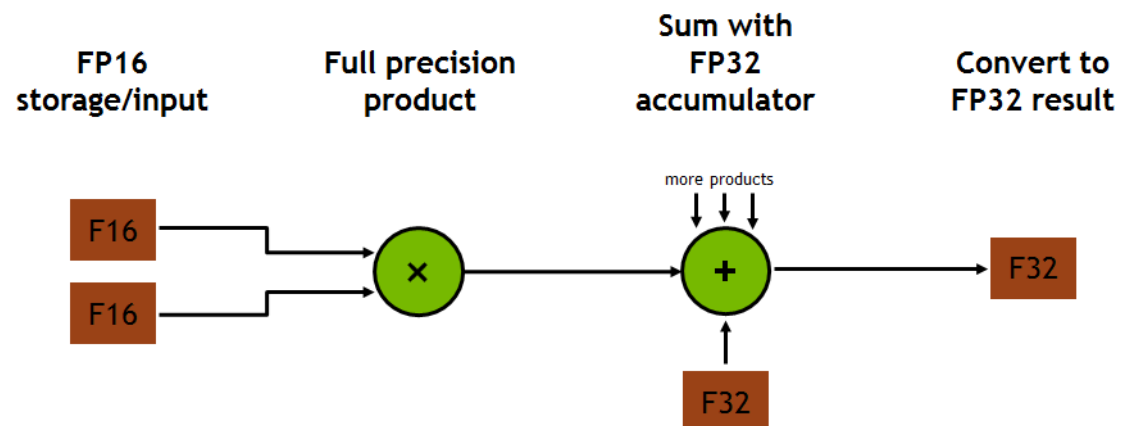 FP16
storage/input
Full precision
product
Sum with
FP32
accumulator
Convert to
FP32 result
more products
F16
F16
×
+
F32
F32